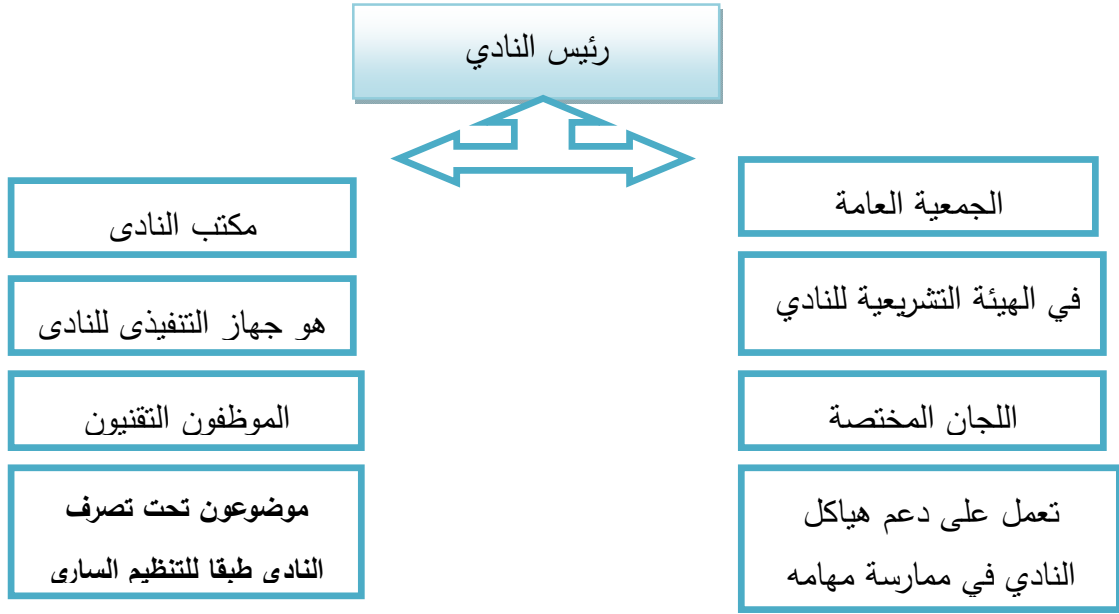 رئيس النادي
الجمعية العامة
في الهيئة التشريعية للنادي
اللجان المختصة
تعمل على دعم هياكل
النادي في ممارسة مهامه
مكتب النادى
هو جهاز التنفيذى للنادى
الموظفون التقنيون
موضوعون تحت تصرف
النادى طبقا للتنظيم السارى